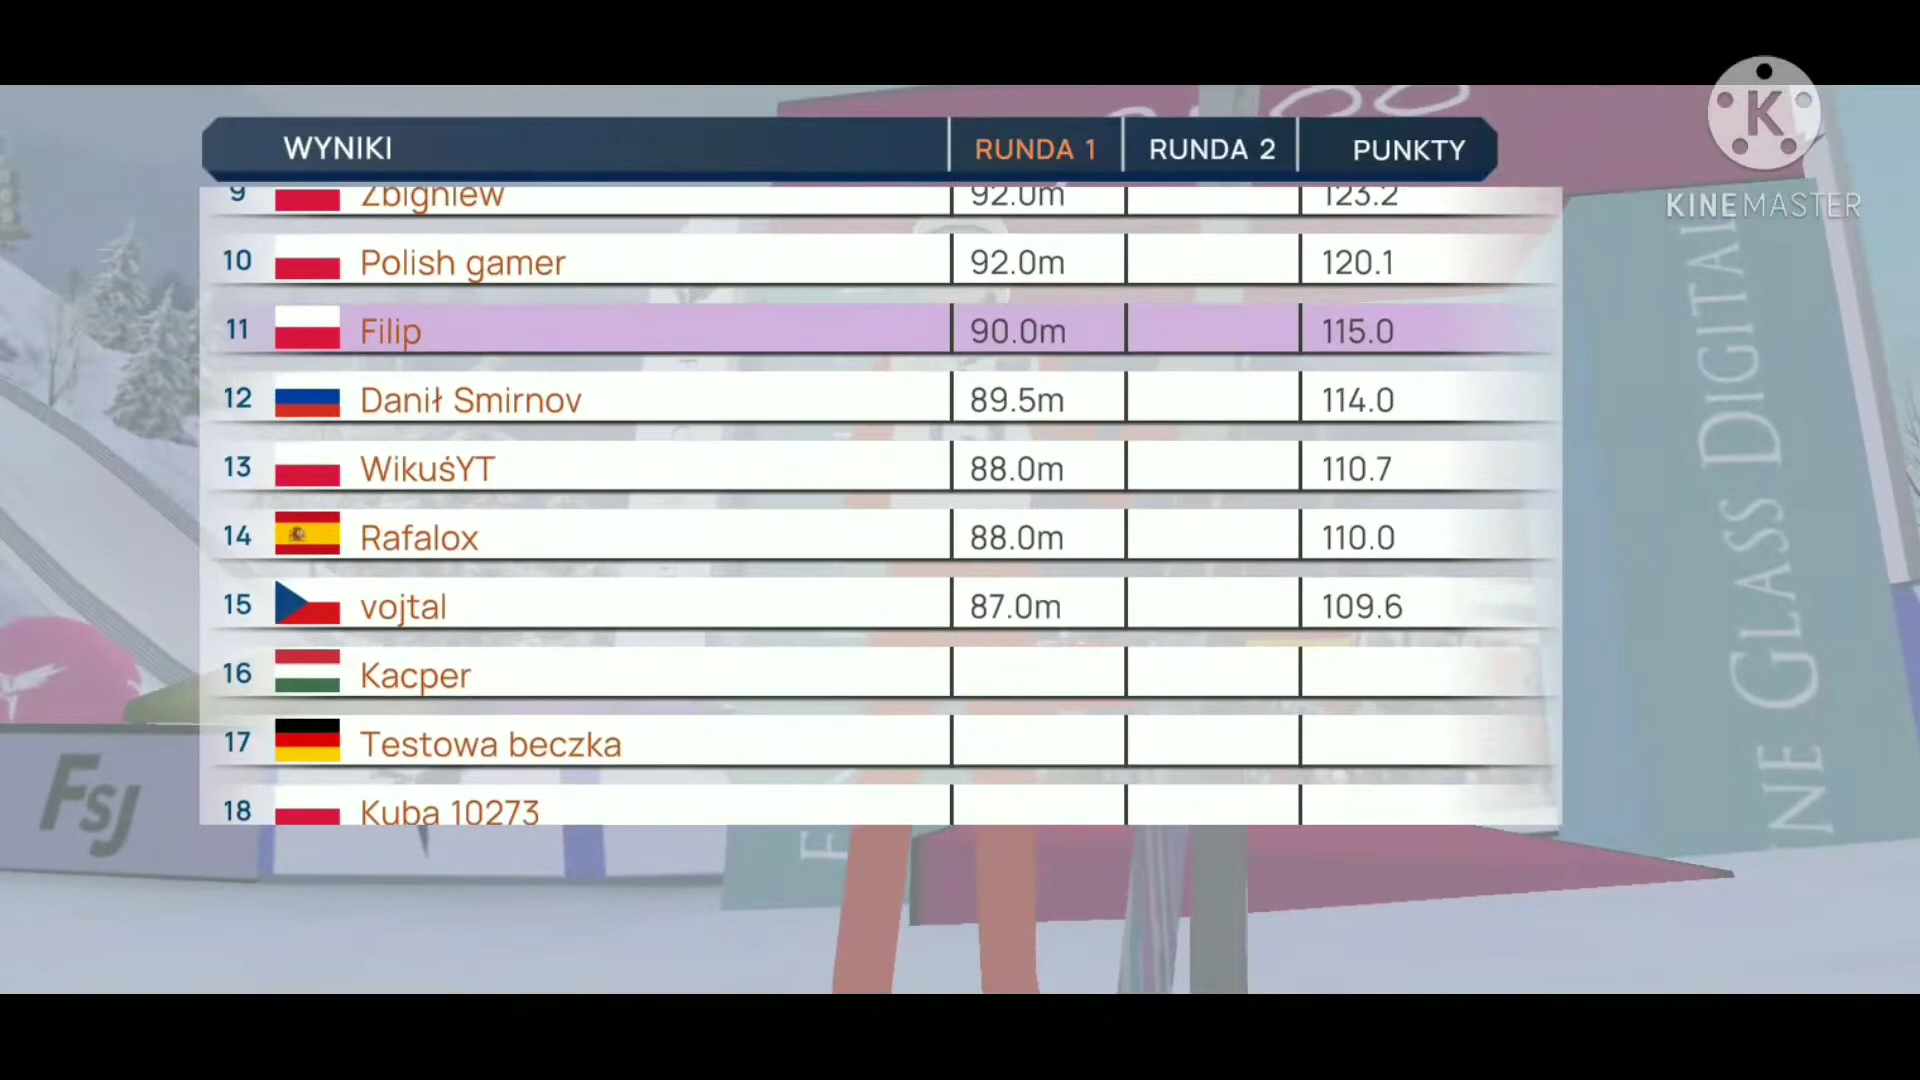 WYNIKI RUNDA 1 RUNDA 2 PUNKTY
9 Zbigniew 92.0m 123.2
10 Polish gamer 92.0m 120.1
11 Filip 90.0m 115.0
12 Danił Smirnov 89.5m 114.0
13 WikuśYT 88.0m 110.7
14 Rafalox 88.0m 110.0
15 vojtal 87.0m 109.6
16 Kacper
17 Testowa beczka
18 Kuba 10273
K
KINEMASTER
NE GLASS DIGITAL
FSJ